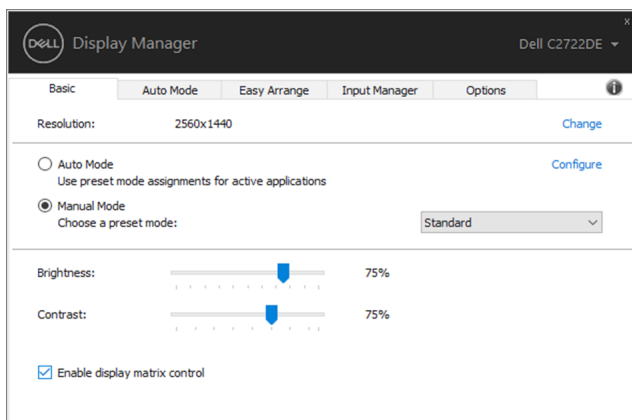 x
DELL Display Manager Dell C2722DE
Basic Auto Mode Easy Arrange Input Manager Options i
Resolution: 2560x1440 Change
Auto Mode Configure
Use preset mode assignments for active applications
Manual Mode
Choose a preset mode: Standard
Brightness: 75%
Contrast: 75%
Enable display matrix control